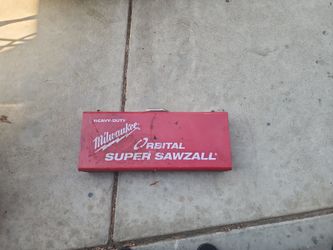 HEAVY-DUTY
Milwaukee
ORBITAL
SUPER SAWZALL